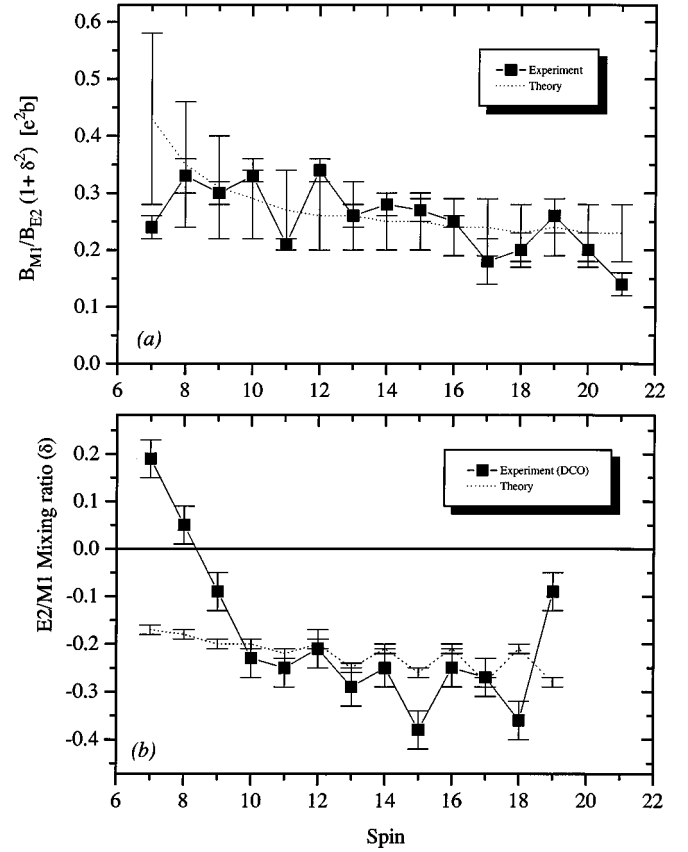 0.6
0.5
0.4
0.3
0.2
0.1
0.0
B_M1/B_E2 (1+ δ²) [e²b]
Experiment
Theory
(a)
6 8 10 12 14 16 18 20 22
0.2
0.1
0.0
-0.1
-0.2
-0.3
-0.4
E2/M1 Mixing ratio (δ)
Experiment (DCO)
Theory
(b)
6 8 10 12 14 16 18 20 22
Spin